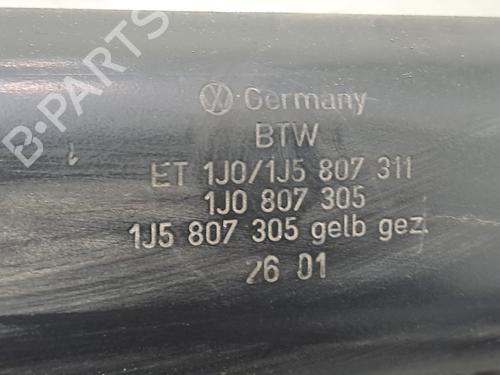 B-PARTS
Germany
BTW
ET 1J0/1J5 807 311
1J0 807 305
1J5 807 305 gelb gez.
26 01